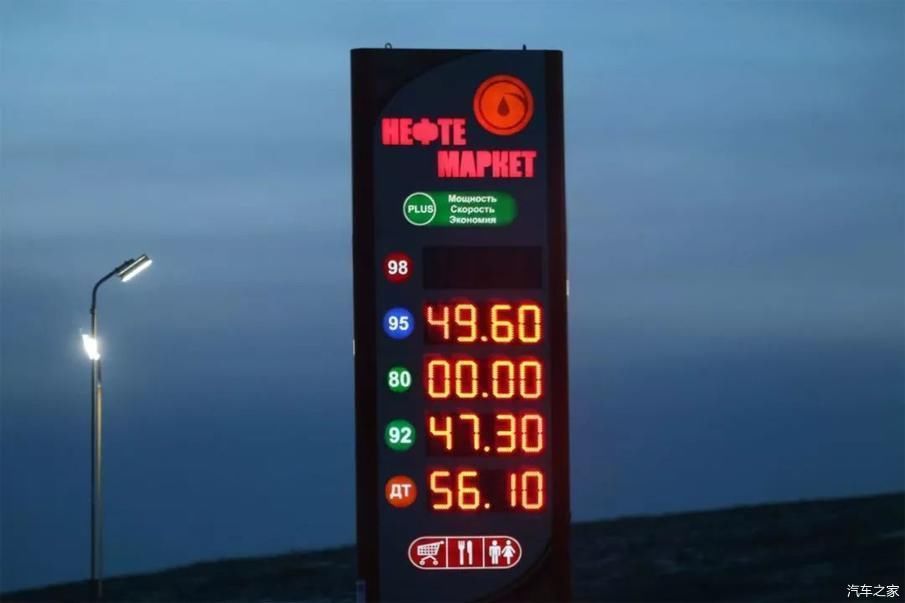 НЕФТЕ
МАРКЕТ
PLUS
Мощность
Скорость
Экономия
98
95 49.60
80 00.00
92 47.30
ДТ 56.10
汽车之家